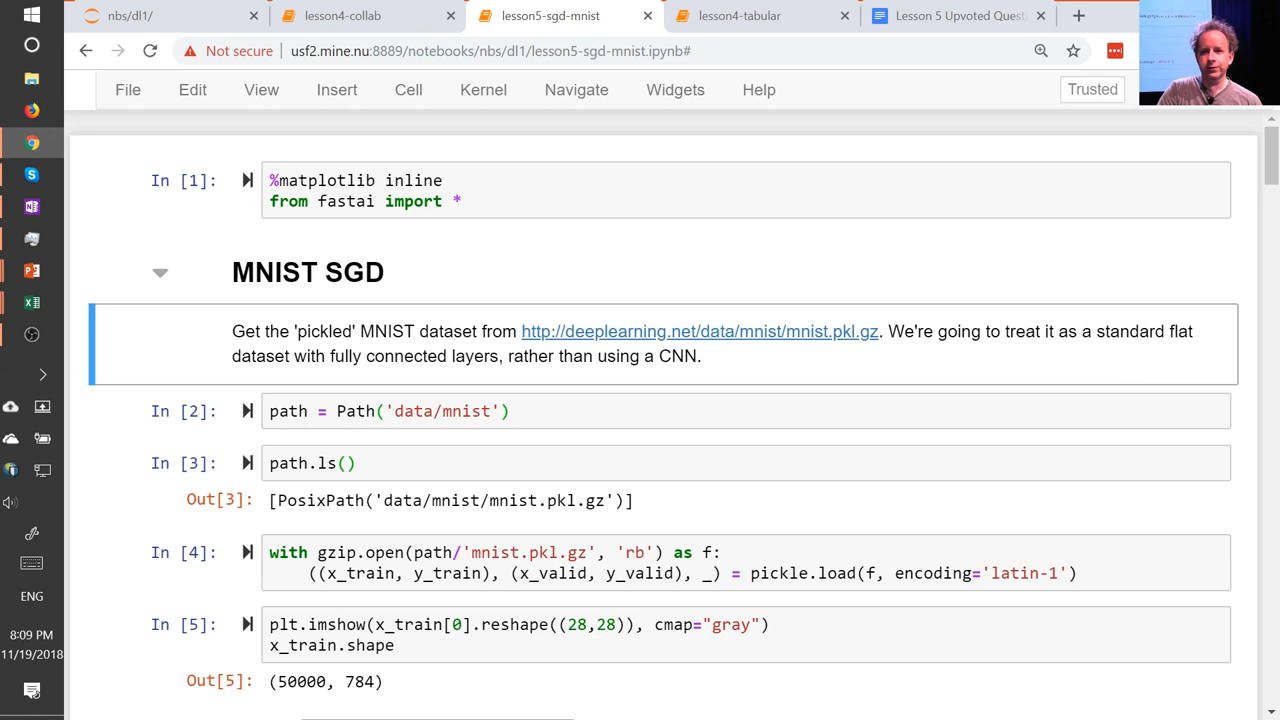 nbs/dl1/
lesson4-collab
lesson5-sgd-mnist
lesson4-tabular
Lesson 5 Upvoted Quest
Not secure | usf2.mine.nu:8889/notebooks/nbs/dl1/lesson5-sgd-mnist.ipynb#
File Edit View Insert Cell Kernel Navigate Widgets Help Trusted
In [1]: %matplotlib inline
from fastai import *
MNIST SGD
Get the 'pickled' MNIST dataset from http://deeplearning.net/data/mnist/mnist.pkl.gz. We're going to treat it as a standard flat
dataset with fully connected layers, rather than using a CNN.
In [2]: path = Path('data/mnist')
In [3]: path.ls()
Out[3]: [PosixPath('data/mnist/mnist.pkl.gz')]
In [4]: with gzip.open(path/'mnist.pkl.gz', 'rb') as f:
((x_train, y_train), (x_valid, y_valid), _) = pickle.load(f, encoding='latin-1')
In [5]: plt.imshow(x_train[0].reshape((28,28)), cmap="gray")
x_train.shape
Out[5]: (50000, 784)
ENG
8:09 PM
11/19/2018